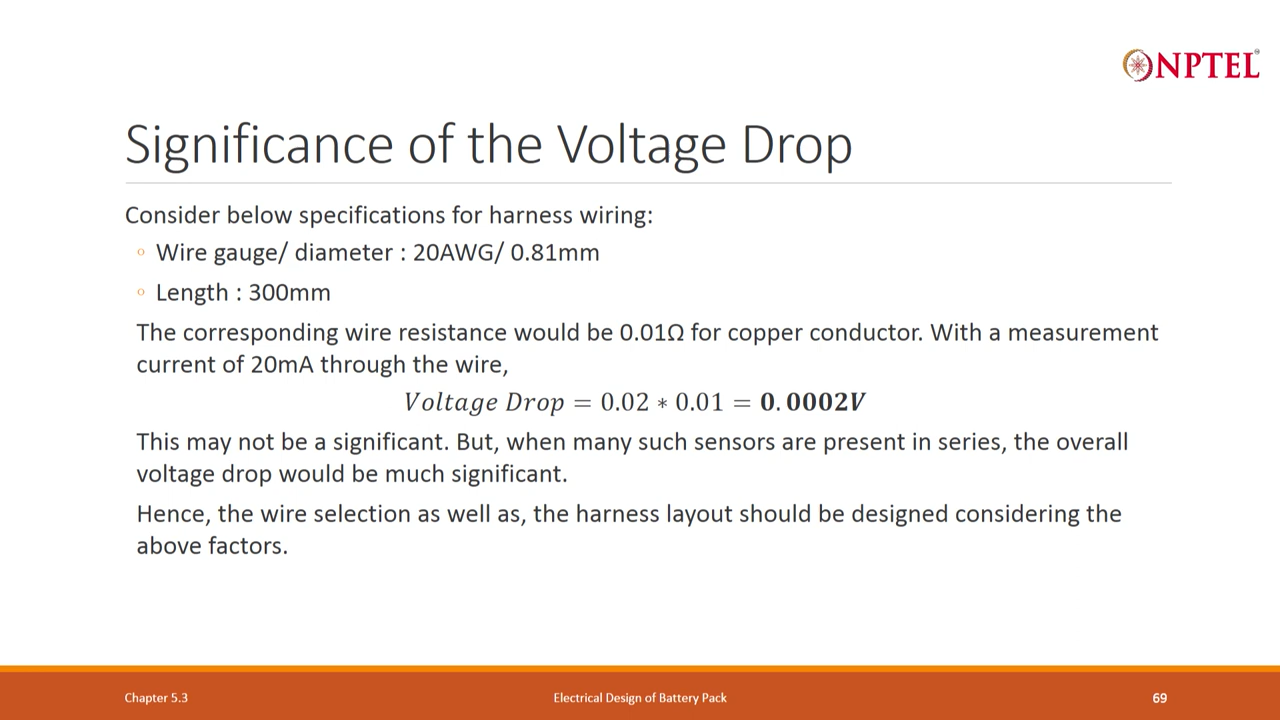 NPTEL
Significance of the Voltage Drop
Consider below specifications for harness wiring:
◦ Wire gauge/ diameter : 20AWG/ 0.81mm
◦ Length : 300mm
The corresponding wire resistance would be 0.01Ω for copper conductor. With a measurement
current of 20mA through the wire,
Voltage Drop = 0.02 ∗ 0.01 = 0.0002V
This may not be a significant. But, when many such sensors are present in series, the overall
voltage drop would be much significant.
Hence, the wire selection as well as, the harness layout should be designed considering the
above factors.
Chapter 5.3
Electrical Design of Battery Pack
69